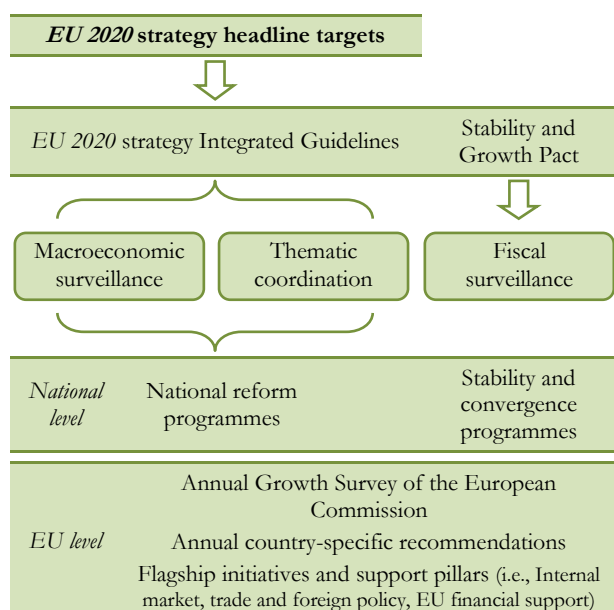 EU 2020 strategy headline targets
EU 2020 strategy Integrated Guidelines
Stability and
Growth Pact
Macroeconomic
surveillance
Thematic
coordination
Fiscal
surveillance
National
level
National reform
programmes
Stability and
convergence
programmes
EU level
Annual Growth Survey of the European
Commission
Annual country-specific recommendations
Flagship initiatives and support pillars (i.e., Internal
market, trade and foreign policy, EU financial support)